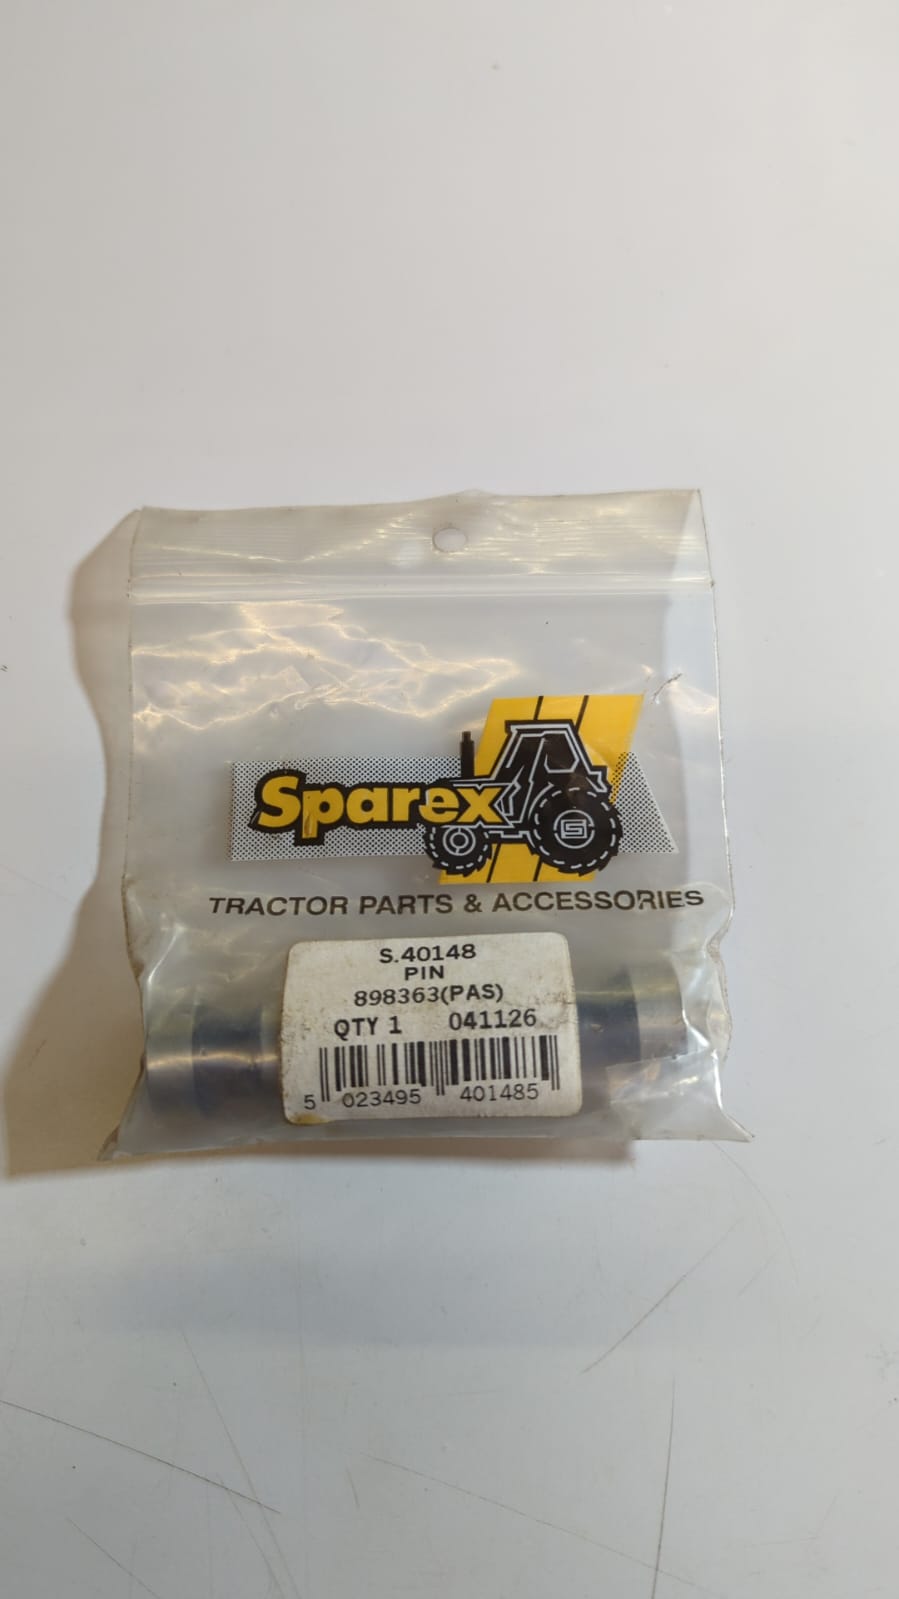 Sparex
TRACTOR PARTS & ACCESSORIES
S.40148
PIN
898363(PAS)
QTY 1 041126
5 023495 401485